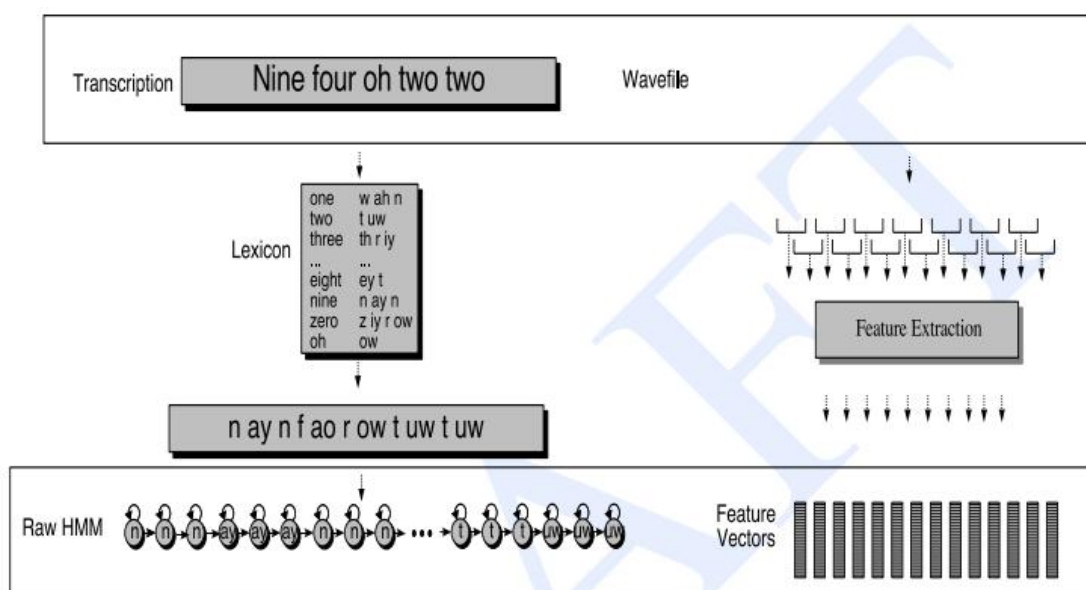 Transcription
Nine four oh two two
Wavefile
Lexicon
one w ah n
two t uw
three th r iy
... ...
eight ey t
nine n ay n
zero z iy r ow
oh ow
Feature Extraction
n ay n f ao r ow t uw t uw
Raw HMM
n n n ay ay ay n n n ... t t t uw uw uw
Feature
Vectors